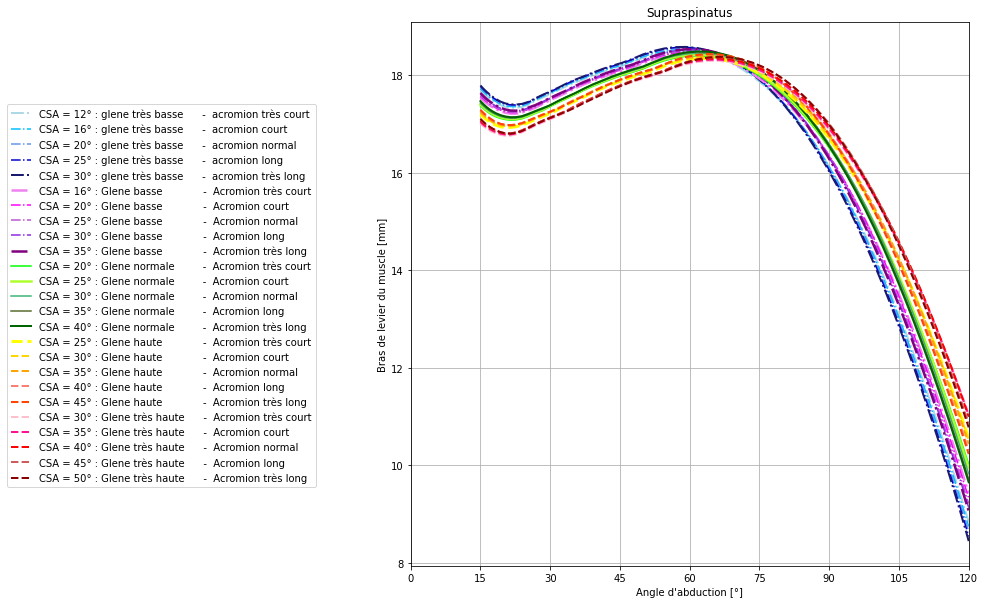 Supraspinatus
CSA = 12° : glene très basse - acromion très court
CSA = 16° : glene très basse - acromion court
CSA = 20° : glene très basse - acromion normal
CSA = 25° : glene très basse - acromion long
CSA = 30° : glene très basse - acromion très long
CSA = 16° : Glene basse - Acromion très court
CSA = 20° : Glene basse - Acromion court
CSA = 25° : Glene basse - Acromion normal
CSA = 30° : Glene basse - Acromion long
CSA = 35° : Glene basse - Acromion très long
CSA = 20° : Glene normale - Acromion très court
CSA = 25° : Glene normale - Acromion court
CSA = 30° : Glene normale - Acromion normal
CSA = 35° : Glene normale - Acromion long
CSA = 40° : Glene normale - Acromion très long
CSA = 25° : Glene haute - Acromion très court
CSA = 30° : Glene haute - Acromion court
CSA = 35° : Glene haute - Acromion normal
CSA = 40° : Glene haute - Acromion long
CSA = 45° : Glene haute - Acromion très long
CSA = 30° : Glene très haute - Acromion très court
CSA = 35° : Glene très haute - Acromion court
CSA = 40° : Glene très haute - Acromion normal
CSA = 45° : Glene très haute - Acromion long
CSA = 50° : Glene très haute - Acromion très long
Bras de levier du muscle [mm]
18
16
14
12
10
8
0 15 30 45 60 75 90 105 120
Angle d'abduction [°]